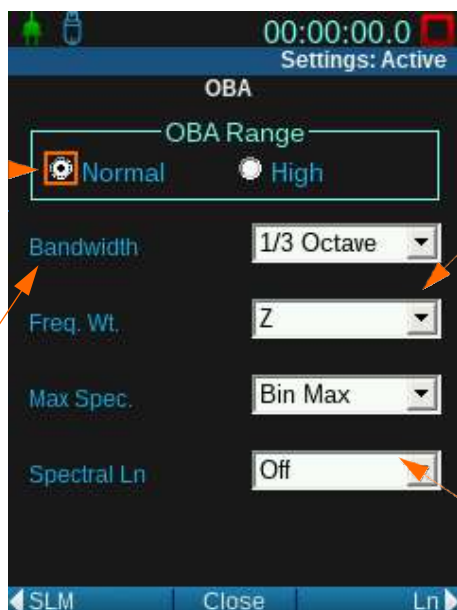 00:00:00.0
Settings: Active
OBA
OBA Range
Normal High
Bandwidth 1/3 Octave
Freq. Wt. Z
Max Spec. Bin Max
Spectral Ln Off
SLM Close Ln